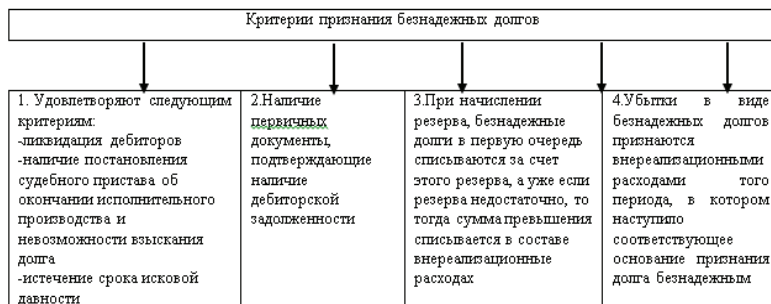 Критерии признания безнадежных долгов
1. Удовлетворяют следующим
критериям:
-ликвидация дебиторов
-наличие постановления
судебного пристава об
окончании исполнительного
производства и
невозможности взыскания
долга
-истечение срока исковой
давности
2.Наличие
первичных
документы,
подтверждающие
наличие
дебиторской
задолженности
3.При начислении
резерва, безнадежные
долги в первую очередь
списываются за счет
этого резерва, а уже если
резерва недостаточно, то
тогда сумма превышения
списывается в составе
внереализационные
расходах
4.Убытки в виде
безнадежных долгов
признаются
внереализационными
расходами того
периода, в котором
наступило
соответствующее
основание признания
долга безнадежным